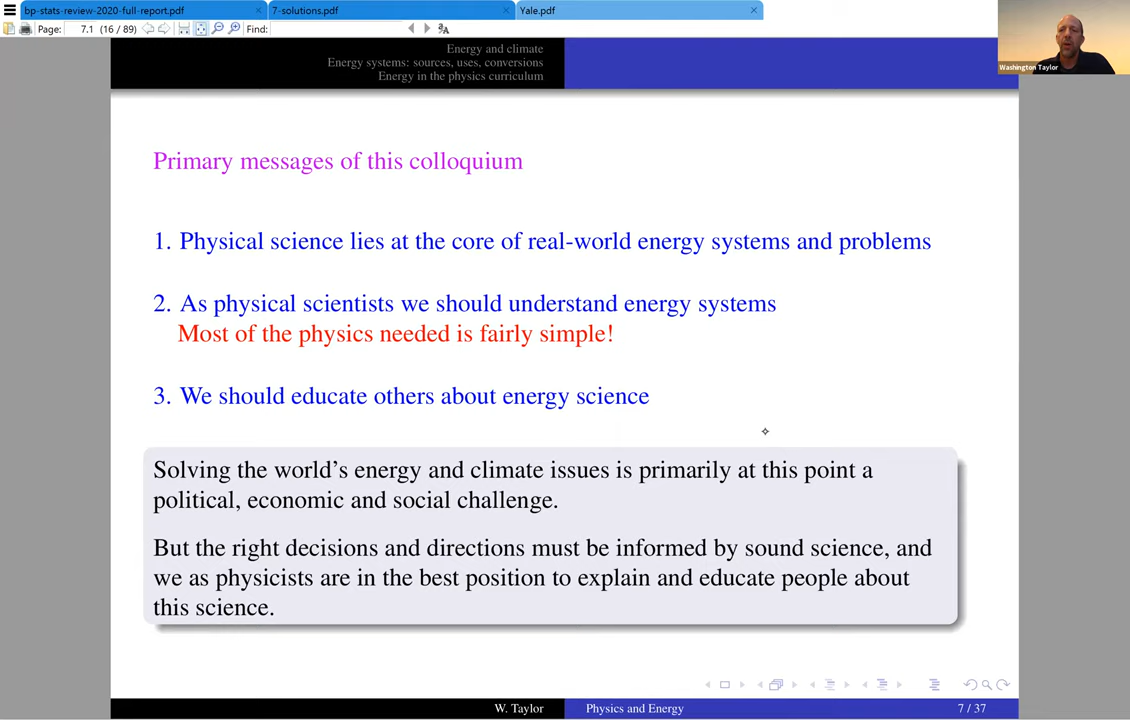 bp-stats-review-2020-full-report.pdf
7-solutions.pdf
Yale.pdf
Page: 7.1 (16 / 89)
Find:
Washington Taylor
Energy and climate
Energy systems: sources, uses, conversions
Energy in the physics curriculum
Primary messages of this colloquium
1. Physical science lies at the core of real-world energy systems and problems
2. As physical scientists we should understand energy systems
Most of the physics needed is fairly simple!
3. We should educate others about energy science
Solving the world's energy and climate issues is primarily at this point a
political, economic and social challenge.
But the right decisions and directions must be informed by sound science, and
we as physicists are in the best position to explain and educate people about
this science.
W. Taylor
Physics and Energy
7 / 37